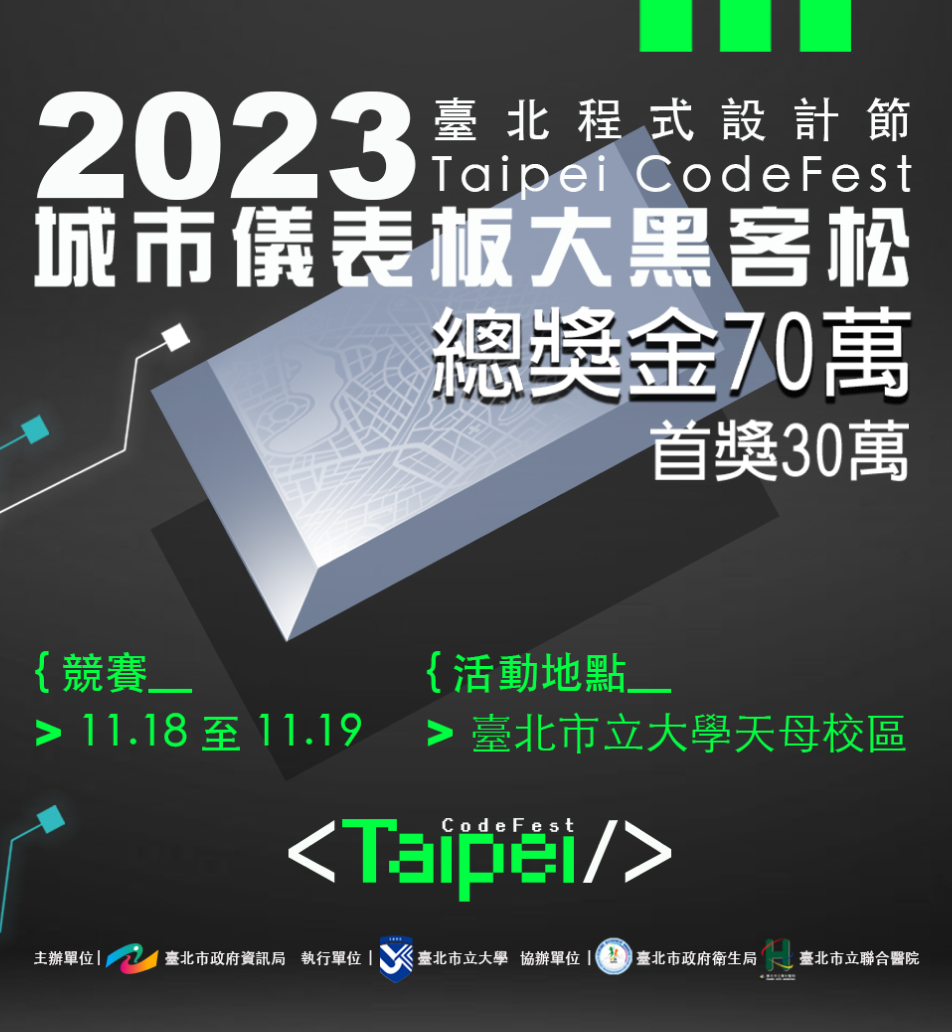 2023
臺北程式設計節
Taipei CodeFest
城市儀表板大黑客松
總獎金70萬
首獎30萬
{ 競賽__
> 11.18 至 11.19
{ 活動地點__
> 臺北市立大學天母校區
CodeFest
<Taipei/>
主辦單位| 臺北市政府資訊局 執行單位 | 臺北市立大學 協辦單位 | 臺北市政府衛生局 臺北市立聯合醫院